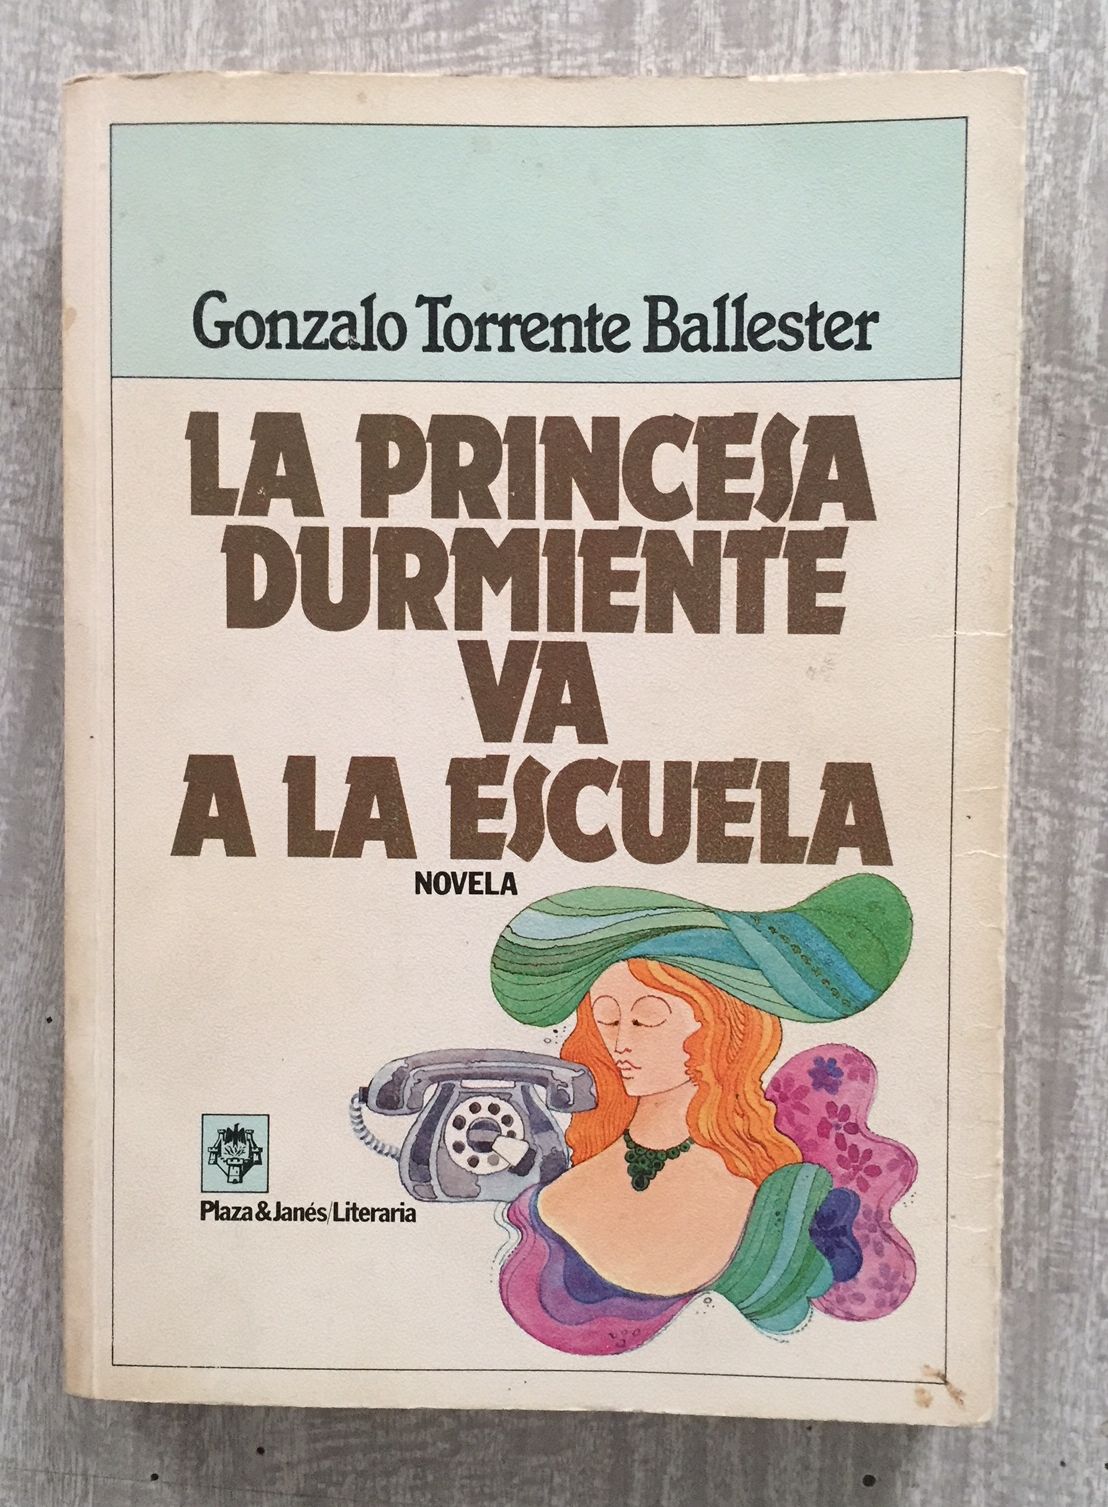 Gonzalo Torrente Ballester
LA PRINCESA
DURMIENTE
VA
A LA ESCUELA
NOVELA
Plaza&Janés/Literaria